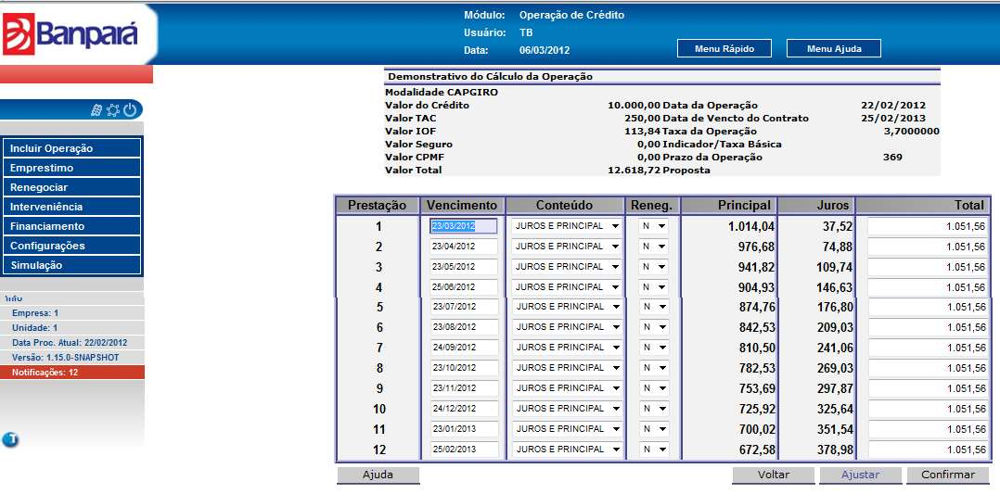 Banpará
Módulo: Operação de Crédito
Usuário: TB
Data: 06/03/2012
Menu Rápido Menu Ajuda
Incluir Operação
Emprestimo
Renegociar
Interveniência
Financiamento
Configurações
Simulação
Info
Empresa: 1
Unidade: 1
Data Proc. Atual: 22/02/2012
Versão: 1.15.0-SNAPSHOT
Notificações: 12
Demonstrativo do Cálculo da Operação
Modalidade CAPGIRO
Valor do Crédito 10.000,00 Data da Operação 22/02/2012
Valor TAC 250,00 Data de Vencto do Contrato 25/02/2013
Valor IOF 113,84 Taxa da Operação 3,7000000
Valor Seguro 0,00 Indicador/Taxa Básica
Valor CPMF 0,00 Prazo da Operação 369
Valor Total 12.618,72 Proposta
Prestação Vencimento Conteúdo Reneg. Principal Juros Total
1 23/03/2012 JUROS E PRINCIPAL N 1.014,04 37,52 1.051,56
2 23/04/2012 JUROS E PRINCIPAL N 976,68 74,88 1.051,56
3 23/05/2012 JUROS E PRINCIPAL N 941,82 109,74 1.051,56
4 25/06/2012 JUROS E PRINCIPAL N 904,93 146,63 1.051,56
5 23/07/2012 JUROS E PRINCIPAL N 874,76 176,80 1.051,56
6 23/08/2012 JUROS E PRINCIPAL N 842,53 209,03 1.051,56
7 24/09/2012 JUROS E PRINCIPAL N 810,50 241,06 1.051,56
8 23/10/2012 JUROS E PRINCIPAL N 782,53 269,03 1.051,56
9 23/11/2012 JUROS E PRINCIPAL N 753,69 297,87 1.051,56
10 24/12/2012 JUROS E PRINCIPAL N 725,92 325,64 1.051,56
11 23/01/2013 JUROS E PRINCIPAL N 700,02 351,54 1.051,56
12 25/02/2013 JUROS E PRINCIPAL N 672,58 378,98 1.051,56
Ajuda Voltar Ajustar Confirmar